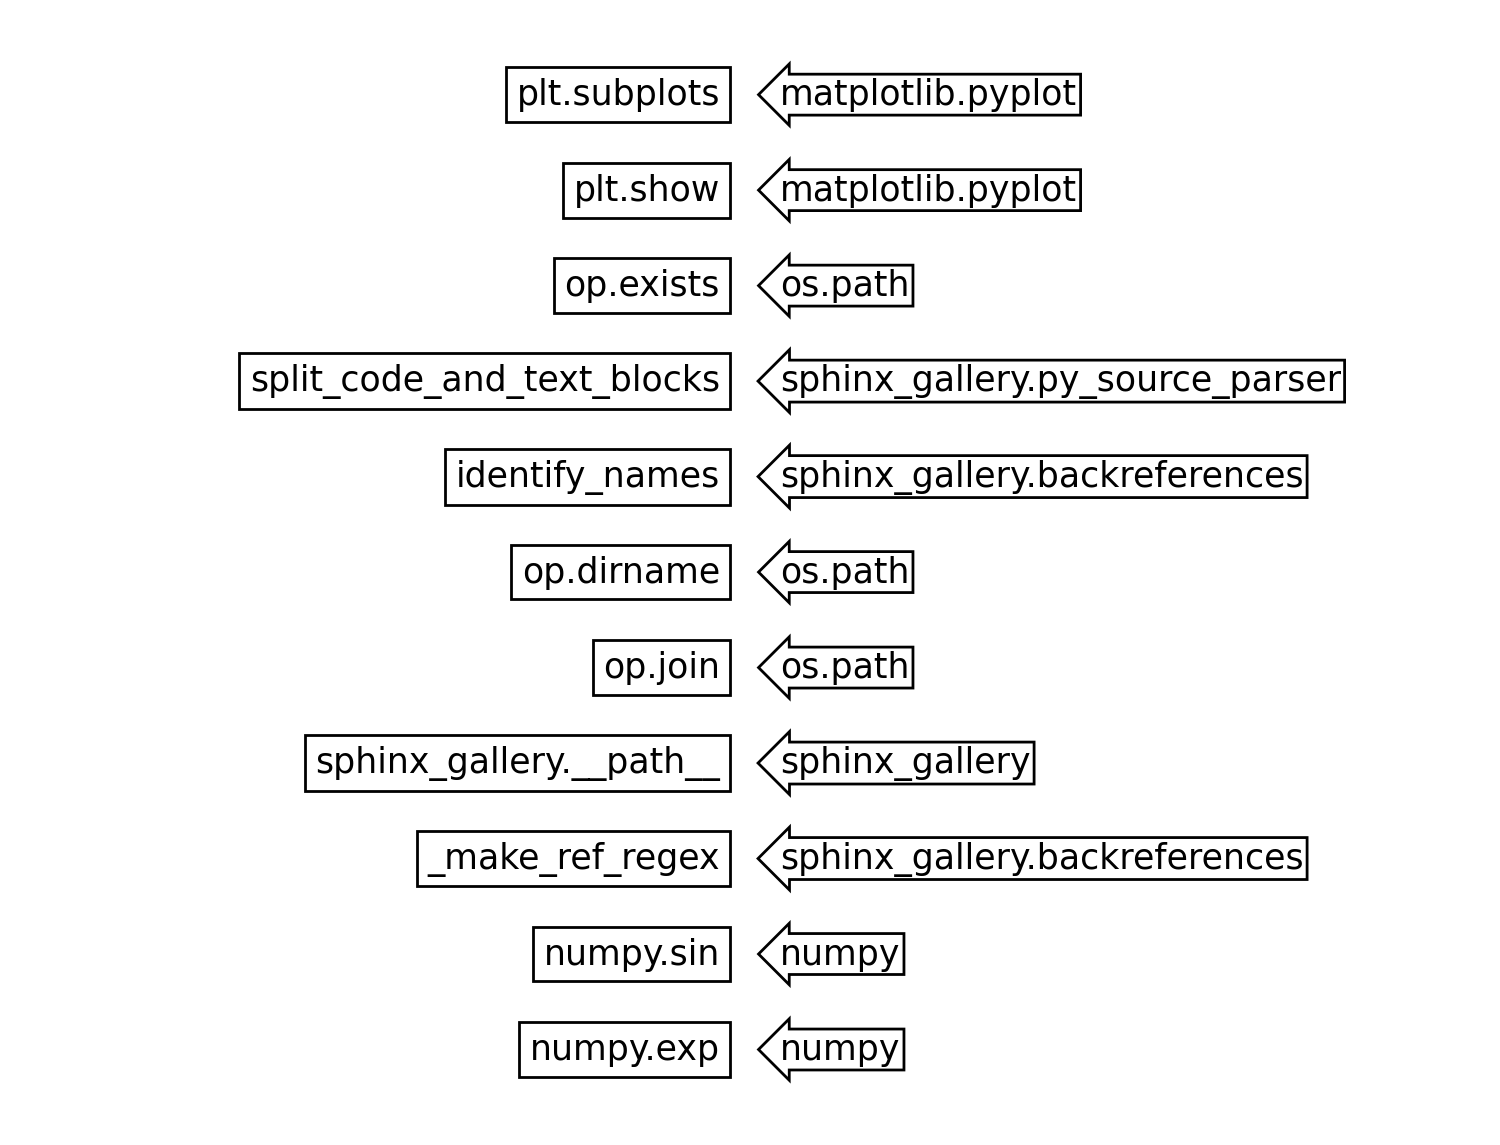 plt.subplots matplotlib.pyplot
plt.show matplotlib.pyplot
op.exists os.path
split_code_and_text_blocks sphinx_gallery.py_source_parser
identify_names sphinx_gallery.backreferences
op.dirname os.path
op.join os.path
sphinx_gallery.__path__ sphinx_gallery
_make_ref_regex sphinx_gallery.backreferences
numpy.sin numpy
numpy.exp numpy